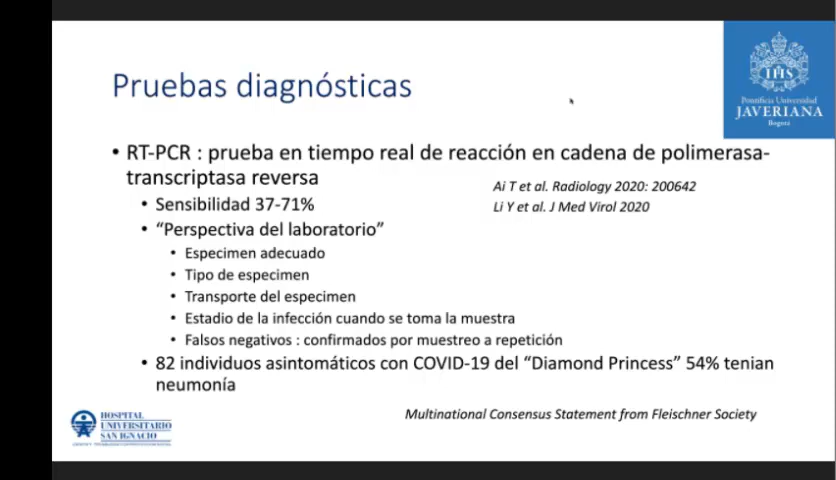 Pruebas diagnósticas
IHS
Pontificia Universidad
JAVERIANA
Bogotá
• RT-PCR : prueba en tiempo real de reacción en cadena de polimerasa-
transcriptasa reversa
Ai T et al. Radiology 2020: 200642
• Sensibilidad 37-71%
Li Y et al. J Med Virol 2020
• “Perspectiva del laboratorio”
• Especimen adecuado
• Tipo de especimen
• Transporte del especimen
• Estadio de la infección cuando se toma la muestra
• Falsos negativos : confirmados por muestreo a repetición
• 82 individuos asintomáticos con COVID-19 del “Diamond Princess” 54% tenian
neumonía
Multinational Consensus Statement from Fleischner Society
HOSPITAL
UNIVERSITARIO
SAN IGNACIO